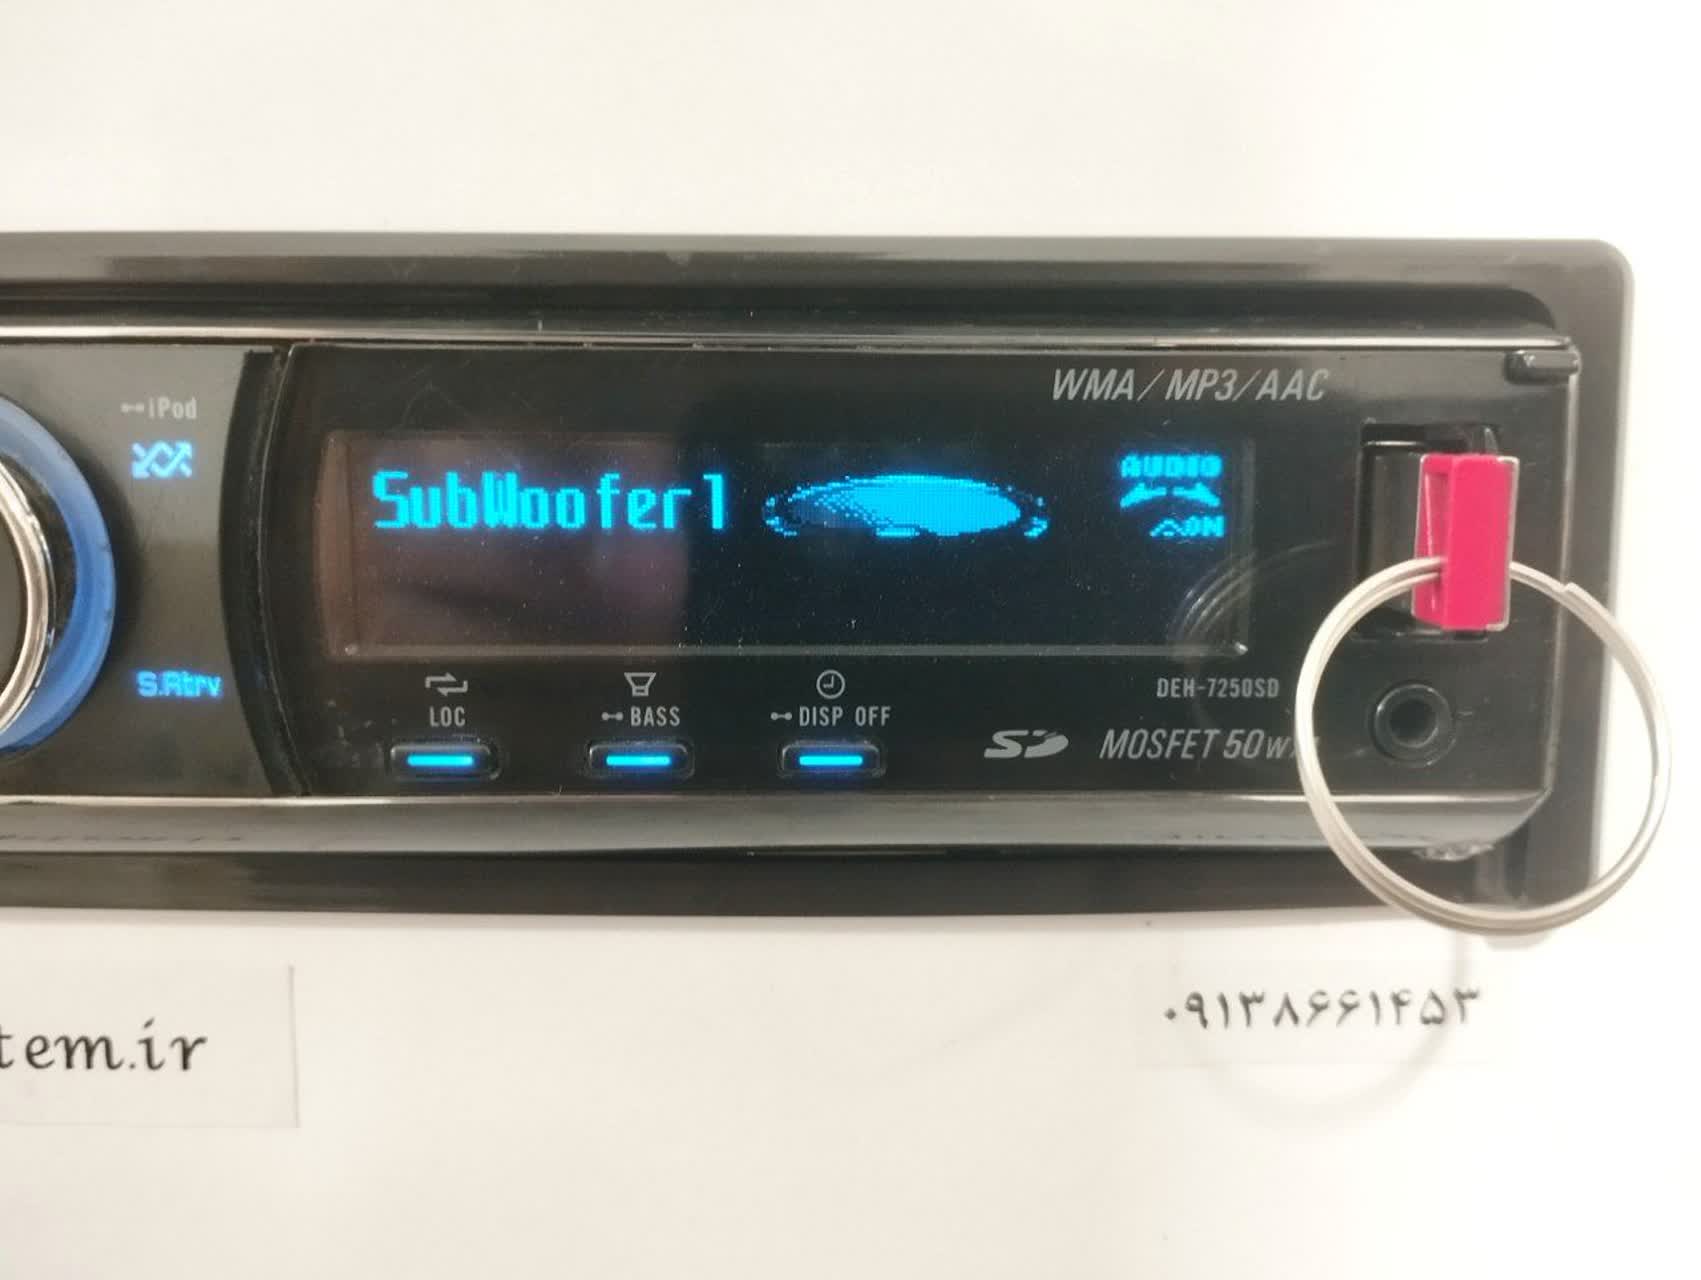 WMA/MP3/AAC
iPod
SubWoofer1
AUDIO
ON
S.Rtrv
LOC
BASS
DISP OFF
DEH-7250SD
SD
MOSFET 50W
tem.ir
۰۹۱۳۸۶۶۱۴۵۳